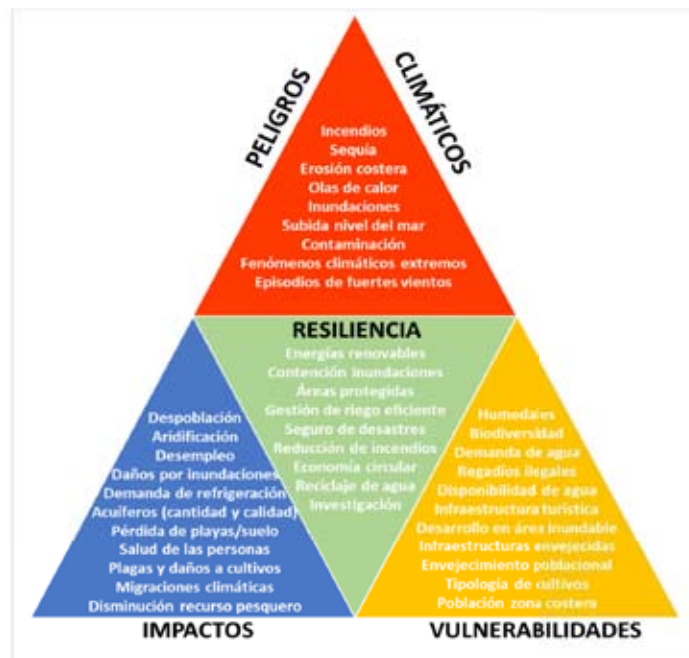 PELIGROS
CLIMÁTICOS
Incendios
Sequía
Erosión costera
Olas de calor
Inundaciones
Subida nivel del mar
Contaminación
Fenómenos climáticos extremos
Episodios de fuertes vientos
RESILIENCIA
Energías renovables
Contención inundaciones
Áreas protegidas
Gestión de riego eficiente
Seguro de desastres
Reducción de incendios
Economía circular
Reciclaje de agua
Investigación
Despoblación
Aridificación
Desempleo
Daños por inundaciones
Demanda de refrigeración
Acuíferos (cantidad y calidad)
Pérdida de playas/suelo
Salud de las personas
Plagas y daños a cultivos
Migraciones climáticas
Disminución recurso pesquero
IMPACTOS
Humedales
Biodiversidad
Demanda de agua
Regadíos ilegales
Disponibilidad de agua
Infraestructura turística
Desarrollo en área inundable
Infraestructuras envejecidas
Envejecimiento poblacional
Tipología de cultivos
Población zona costera
VULNERABILIDADES